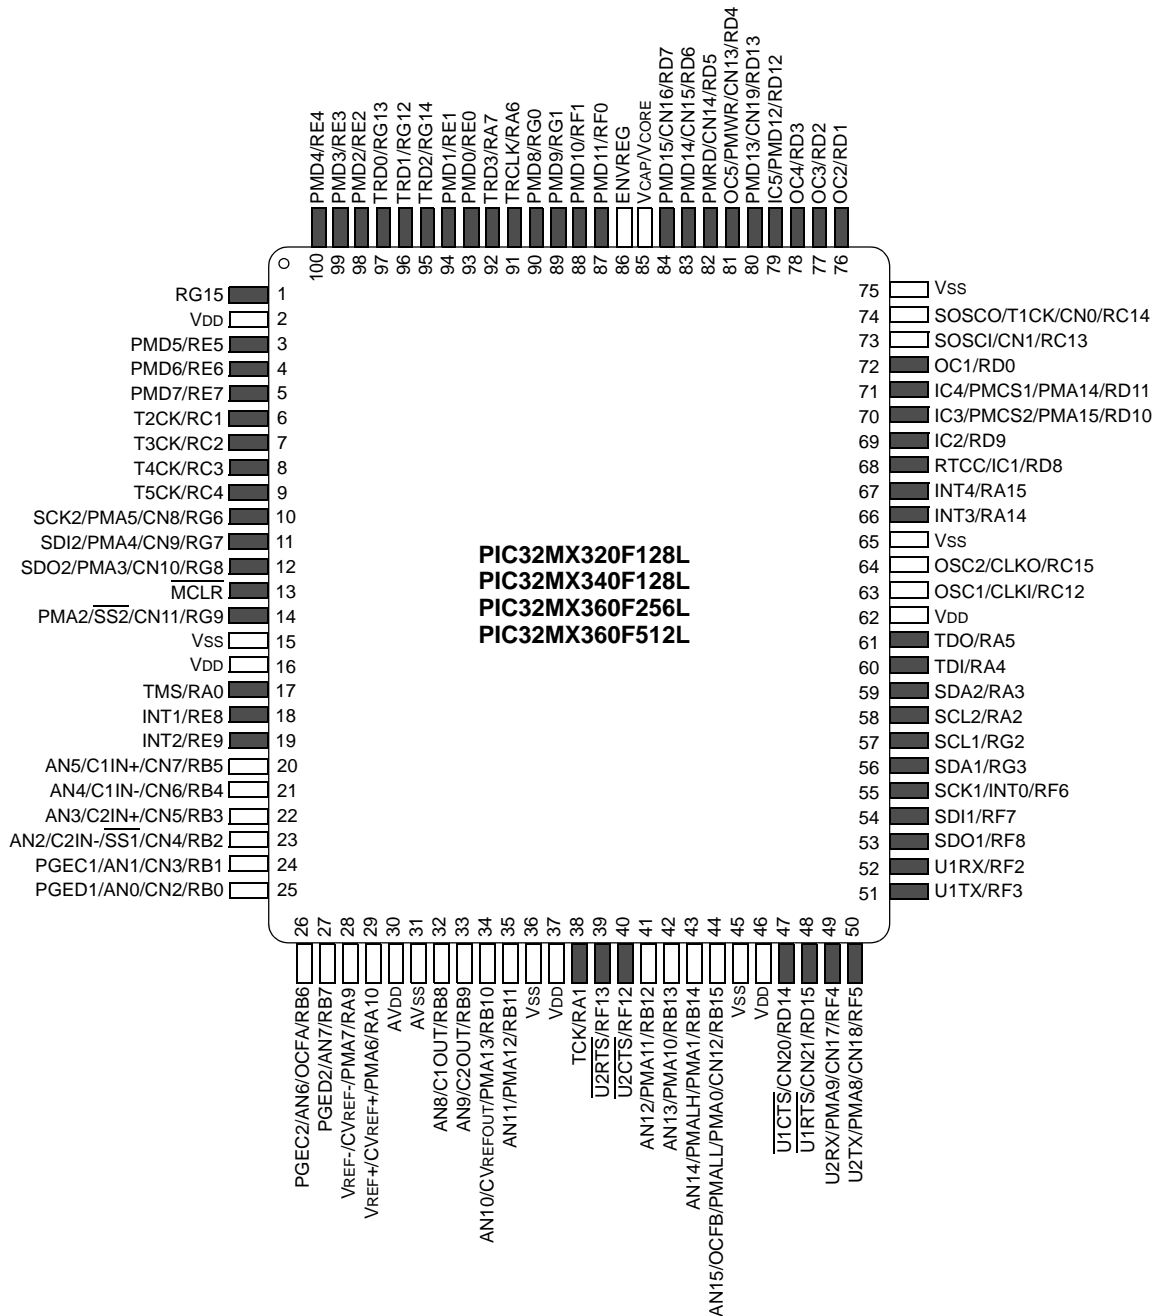 PMD4/RE4
PMD3/RE3
PMD2/RE2
TRD0/RG13
TRD1/RG12
TRD2/RG14
PMD1/RE1
PMD0/RE0
TRD3/RA7
TRCLK/RA6
PMD8/RG0
PMD9/RG1
PMD10/RF1
PMD11/RF0
ENVREG
VCAP/VCORE
PMD15/CN16/RD7
PMD14/CN15/RD6
PMRD/CN14/RD5
OC5/PMWR/CN13/RD4
PMD13/CN19/RD13
IC5/PMD12/RD12
OC4/RD3
OC3/RD2
OC2/RD1
100 99 98 97 96 95 94 93 92 91 90 89 88 87 86 85 84 83 82 81 80 79 78 77 76
RG15 1
VDD 2
PMD5/RE5 3
PMD6/RE6 4
PMD7/RE7 5
T2CK/RC1 6
T3CK/RC2 7
T4CK/RC3 8
T5CK/RC4 9
SCK2/PMA5/CN8/RG6 10
SDI2/PMA4/CN9/RG7 11
SDO2/PMA3/CN10/RG8 12
MCLR 13
PMA2/SS2/CN11/RG9 14
VSS 15
VDD 16
TMS/RA0 17
INT1/RE8 18
INT2/RE9 19
AN5/C1IN+/CN7/RB5 20
AN4/C1IN-/CN6/RB4 21
AN3/C2IN+/CN5/RB3 22
AN2/C2IN-/SS1/CN4/RB2 23
PGEC1/AN1/CN3/RB1 24
PGED1/AN0/CN2/RB0 25
PIC32MX320F128L
PIC32MX340F128L
PIC32MX360F256L
PIC32MX360F512L
75 VSS
74 SOSCO/T1CK/CN0/RC14
73 SOSCI/CN1/RC13
72 OC1/RD0
71 IC4/PMCS1/PMA14/RD11
70 IC3/PMCS2/PMA15/RD10
69 IC2/RD9
68 RTCC/IC1/RD8
67 INT4/RA15
66 INT3/RA14
65 VSS
64 OSC2/CLKO/RC15
63 OSC1/CLKI/RC12
62 VDD
61 TDO/RA5
60 TDI/RA4
59 SDA2/RA3
58 SCL2/RA2
57 SCL1/RG2
56 SDA1/RG3
55 SCK1/INT0/RF6
54 SDI1/RF7
53 SDO1/RF8
52 U1RX/RF2
51 U1TX/RF3
26 27 28 29 30 31 32 33 34 35 36 37 38 39 40 41 42 43 44 45 46 47 48 49 50
PGEC2/AN6/OCFA/RB6
PGED2/AN7/RB7
VREF-/CVREF-/PMA7/RA9
VREF+/CVREF+/PMA6/RA10
AVDD
AVSS
AN8/C1OUT/RB8
AN9/C2OUT/RB9
AN10/CVREFOUT/PMA13/RB10
AN11/PMA12/RB11
VSS
VDD
TCK/RA1
U2RTS/RF13
U2CTS/RF12
AN12/PMA11/RB12
AN13/PMA10/RB13
AN14/PMALH/PMA1/RB14
AN15/OCFB/PMALL/PMA0/CN12/RB15
VSS
VDD
U1CTS/CN20/RD14
U1RTS/CN21/RD15
U2RX/PMA9/CN17/RF4
U2TX/PMA8/CN18/RF5